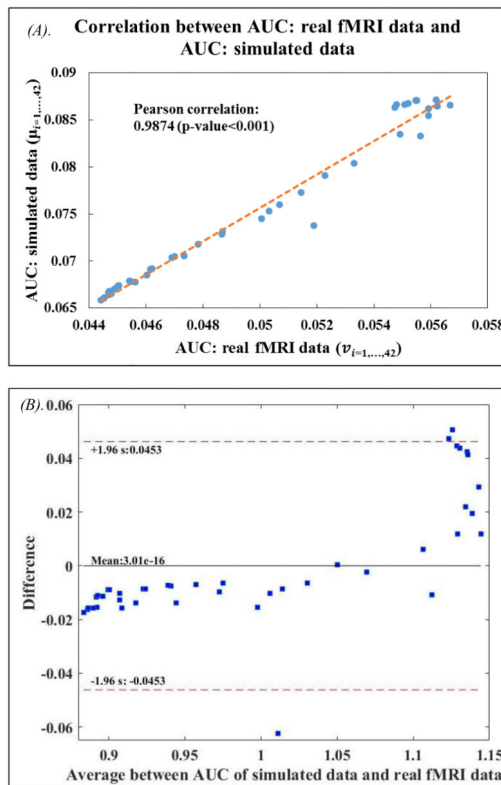 (A). Correlation between AUC: real fMRI data and
AUC: simulated data
0.09
0.085
0.08
0.075
0.07
0.065
AUC: simulated data (μi=1,...,42)
Pearson correlation:
0.9874 (p-value<0.001)
0.044 0.046 0.048 0.05 0.052 0.054 0.056 0.058
AUC: real fMRI data (vi=1,...,42)
(B).
0.06
0.04
0.02
0
-0.02
-0.04
-0.06
Difference
+1.96 s:0.0453
Mean:3.01e-16
-1.96 s: -0.0453
0.9 0.95 1 1.05 1.1 1.15
Average between AUC of simulated data and real fMRI data